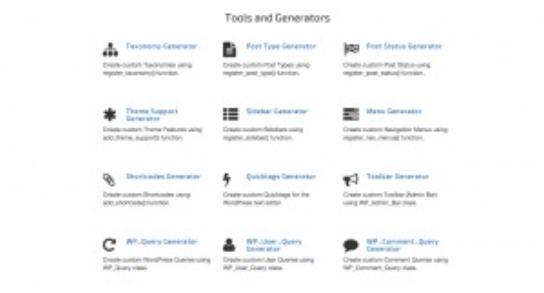 Tools and Generators
Taxonomy Generator
Create custom Taxonomies using
register_taxonomy() function.
Post Type Generator
Create custom Post Types using
register_post_type() function.
Post Status Generator
Create custom Post Status using
register_post_status() function.
Theme Support
Generator
Create custom Theme Features using
add_theme_support() function.
Sidebar Generator
Create custom Sidebars using
register_sidebar() function.
Menu Generator
Create custom Navigation Menus using
register_nav_menus() function.
Shortcodes Generator
Create custom Shortcodes using
add_shortcode() function.
Quicktags Generator
Create custom Quicktags for the
WordPress text editor.
Toolbar Generator
Create custom Toolbar (Admin Bar)
using WP_Admin_Bar class.
WP_Query Generator
Create custom WordPress Queries using
WP_Query class.
WP_User_Query
Generator
Create custom User Queries using
WP_User_Query class.
WP_Comment_Query
Generator
Create custom Comment Queries using
WP_Comment_Query class.